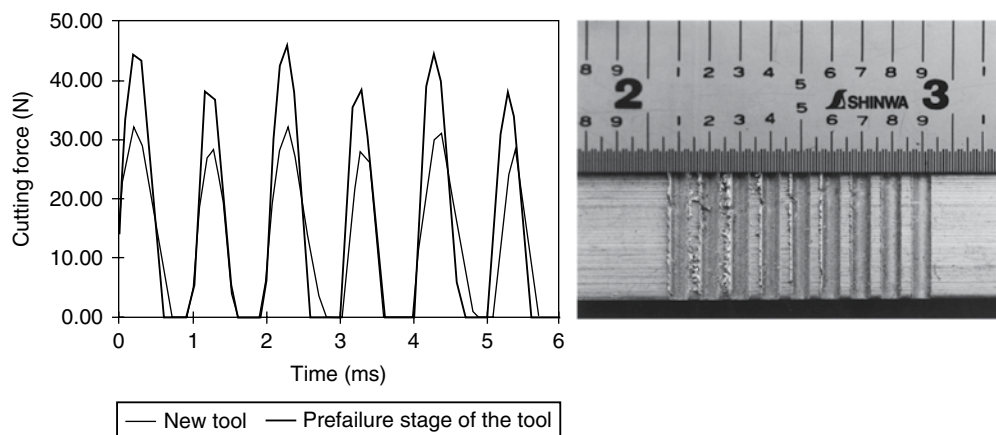 50.00
40.00
30.00
20.00
10.00
0.00
Cutting force (N)
0 1 2 3 4 5 6
Time (ms)
New tool Prefailure stage of the tool
8 9 1 2 3 4 5 6 7 8 9 1
2 SHINWA 3
8 9 1 2 3 4 5 6 7 8 9 1